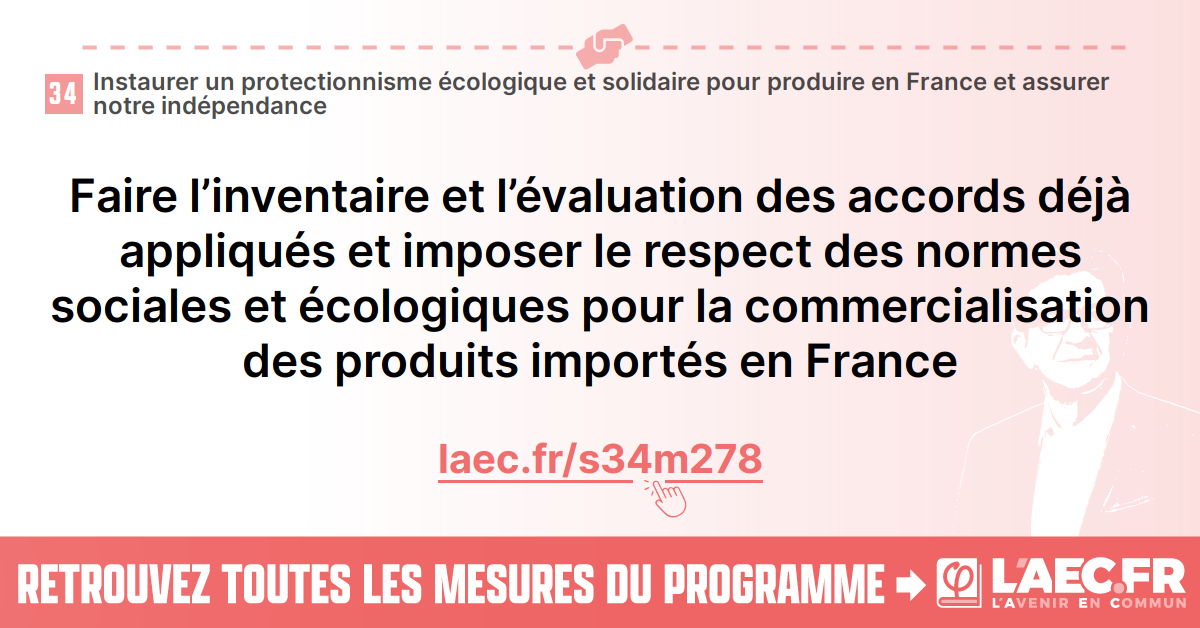 34
Instaurer un protectionnisme écologique et solidaire pour produire en France et assurer
notre indépendance
Faire l’inventaire et l’évaluation des accords déjà
appliqués et imposer le respect des normes
sociales et écologiques pour la commercialisation
des produits importés en France
laec.fr/s34m278
RETROUVEZ TOUTES LES MESURES DU PROGRAMME
φ L'AEC.FR
L'AVENIR EN COMMUN